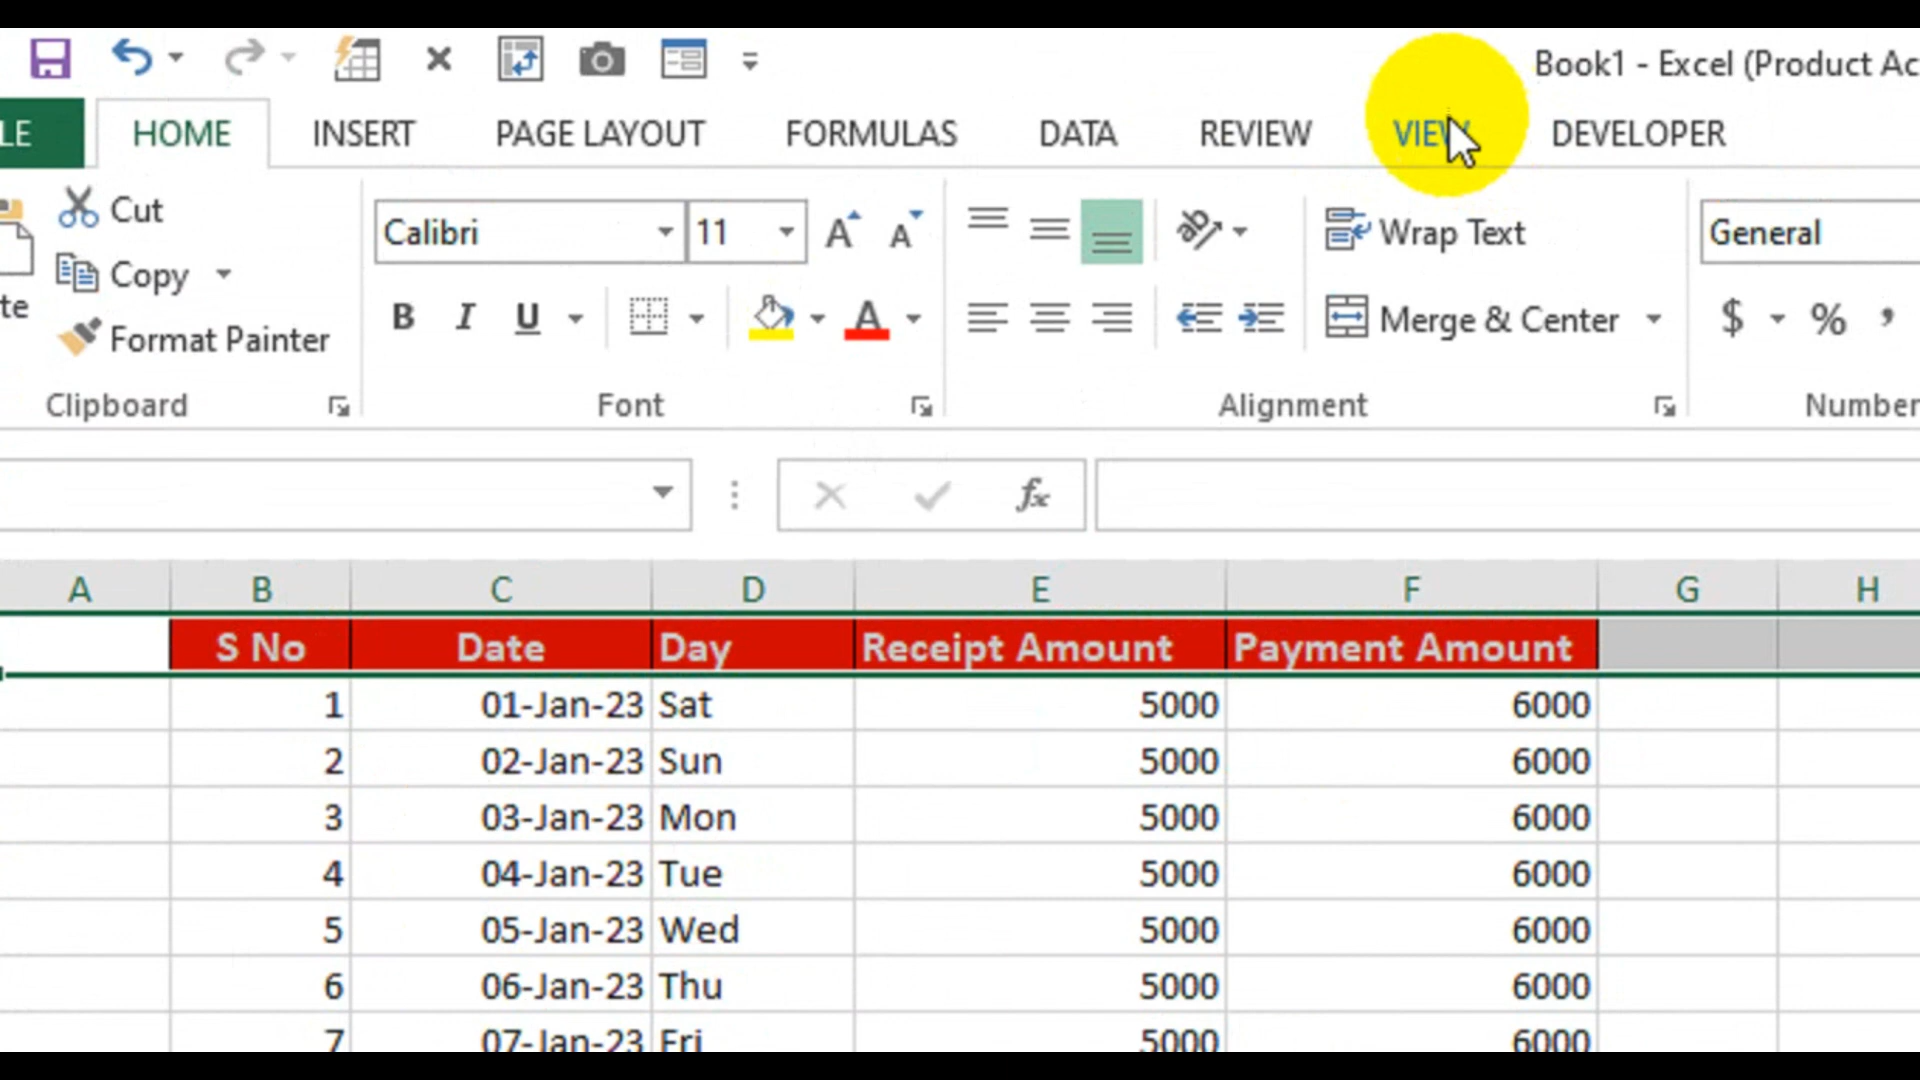 Book1 - Excel (Product Ac
LE HOME INSERT PAGE LAYOUT FORMULAS DATA REVIEW VIEW DEVELOPER
Cut
Copy
te
Format Painter
Clipboard
Calibri 11
A A
B I U A
Font
ab
Wrap Text
Merge & Center
Alignment
General
$ % ,
Number
fx
A B C D E F G H
S No Date Day Receipt Amount Payment Amount
1 01-Jan-23 Sat 5000 6000
2 02-Jan-23 Sun 5000 6000
3 03-Jan-23 Mon 5000 6000
4 04-Jan-23 Tue 5000 6000
5 05-Jan-23 Wed 5000 6000
6 06-Jan-23 Thu 5000 6000
7 07-Jan-23 Fri 5000 6000